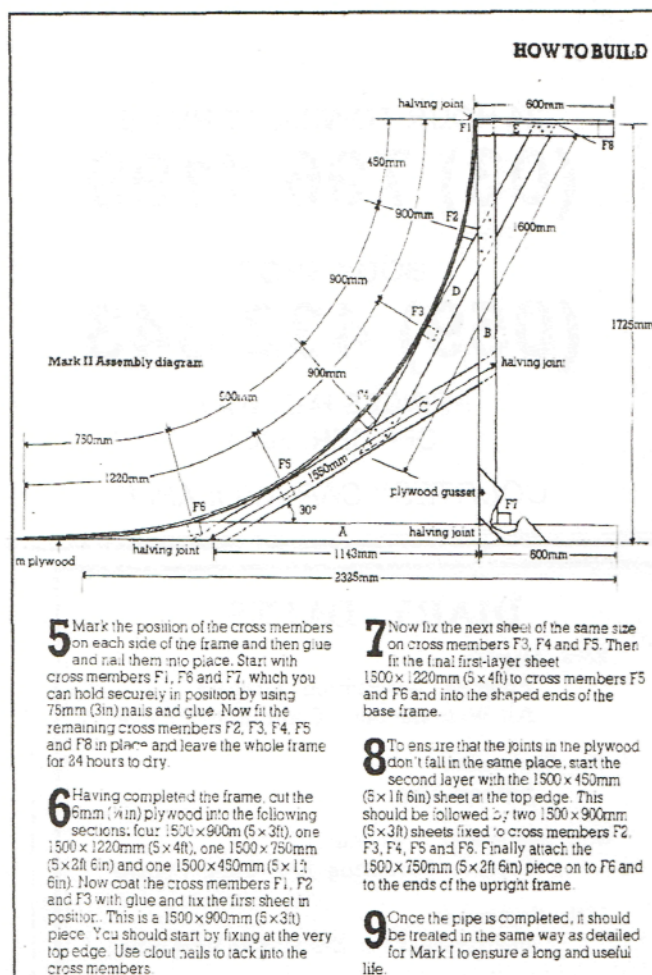 HOW TO BUILD
halving joint
600mm
F1
E
F8
450mm
900mm
F2
1600mm
900mm
D
F3
B
1725mm
Mark II Assembly diagram
900mm
halving joint
F4
C
900mm
750mm
F5
1550mm
1220mm
plywood gusset
F6
30°
F7
A
halving joint
halving joint
m plywood
1143mm
600mm
2325mm
5 Mark the position of the cross members
on each side of the frame and then glue
and nail them into place. Start with
cross members F1, F6 and F7, which you
can hold securely in position by using
75mm (3in) nails and glue. Now fit the
remaining cross members F2, F3, F4, F5
and F8 in place and leave the whole frame
for 24 hours to dry.
6 Having completed the frame, cut the
6mm (¼in) plywood into the following
sections: four 1500 × 900m (5 × 3ft), one
1500 × 1220mm (5 × 4ft), one 1500 × 750mm
(5 × 2ft 6in) and one 1500 × 450mm (5 × 1ft
6in). Now coat the cross members F1, F2
and F3 with glue and fix the first sheet in
position. This is a 1500 × 900mm (5 × 3ft)
piece. You should start by fixing at the very
top edge. Use clout nails to tack into the
cross members.
7 Now fix the next sheet of the same size
on cross members F3, F4 and F5. Then
fit the final first-layer sheet
1500 × 1220mm (5 × 4ft) to cross members F5
and F6 and into the shaped ends of the
base frame.
8 To ensure that the joints in the plywood
don't fall in the same place, start the
second layer with the 1500 × 450mm
(5 × 1ft 6in) sheet at the top edge. This
should be followed by two 1500 × 900mm
(5 × 3ft) sheets fixed to cross members F2,
F3, F4, F5 and F6. Finally attach the
1500 × 750mm (5 × 2ft 6in) piece on to F6 and
to the ends of the upright frame.
9 Once the pipe is completed, it should
be treated in the same way as detailed
for Mark I to ensure a long and useful
life.